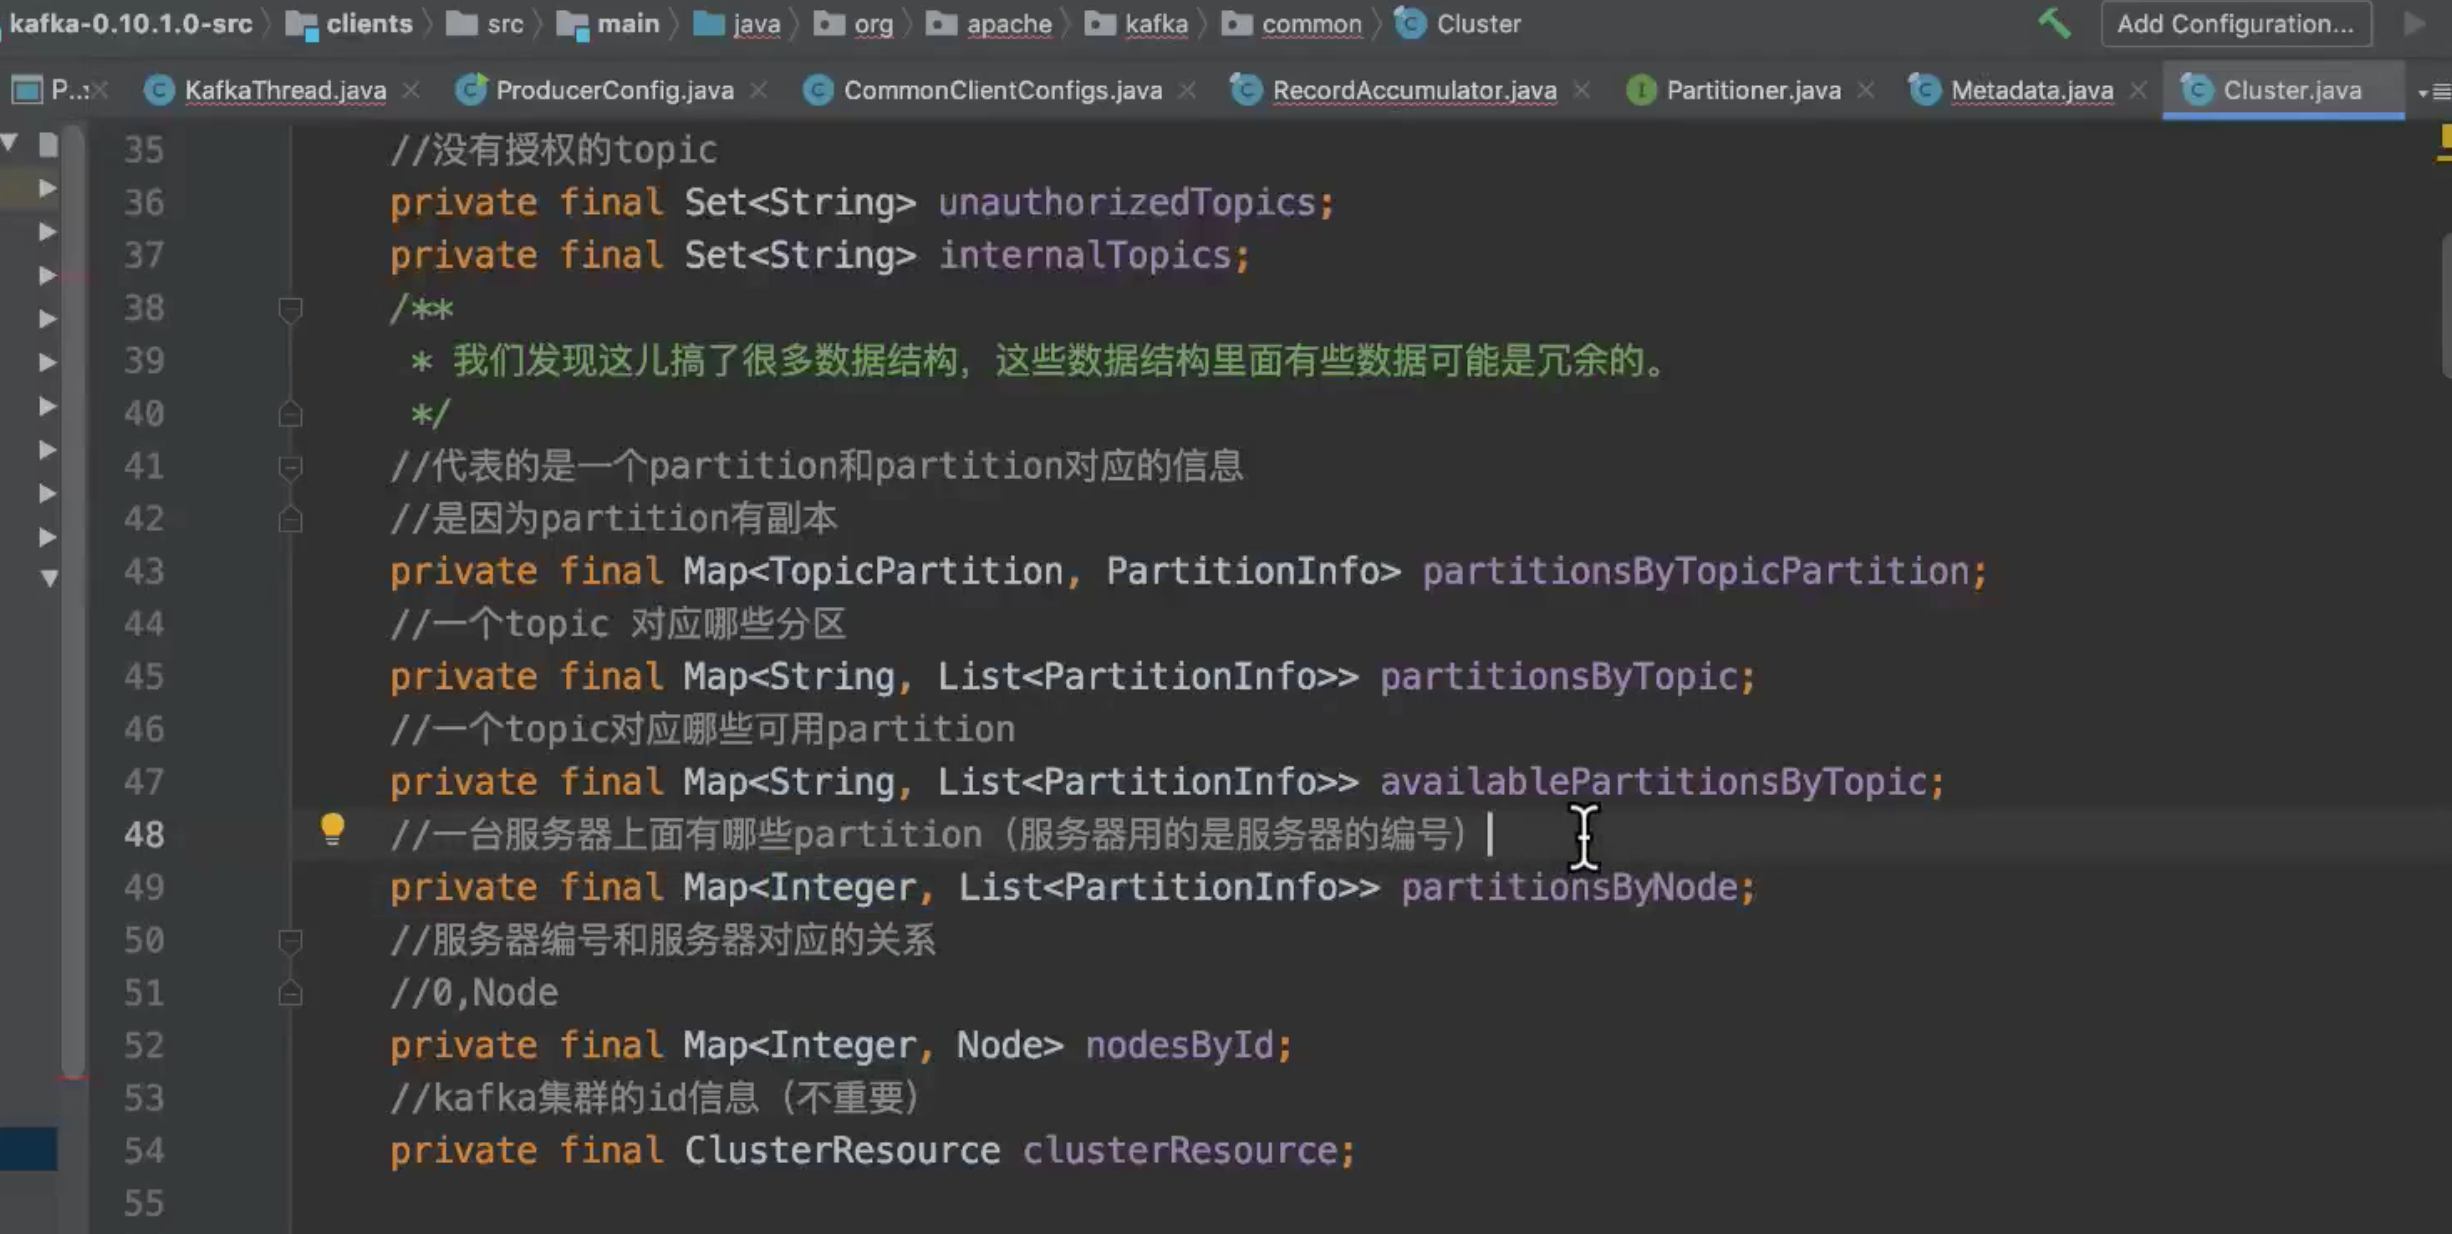 kafka-0.10.1.0-src clients src main java org apache kafka common Cluster Add Configuration...
P..: KafkaThread.java ProducerConfig.java CommonClientConfigs.java RecordAccumulator.java Partitioner.java Metadata.java Cluster.java
35 //没有授权的topic
36 private final Set<String> unauthorizedTopics;
37 private final Set<String> internalTopics;
38 /**
39 * 我们发现这儿搞了很多数据结构，这些数据结构里面有些数据可能是冗余的。
40 */
41 //代表的是一个partition和partition对应的信息
42 //是因为partition有副本
43 private final Map<TopicPartition, PartitionInfo> partitionsByTopicPartition;
44 //一个topic 对应哪些分区
45 private final Map<String, List<PartitionInfo>> partitionsByTopic;
46 //一个topic对应哪些可用partition
47 private final Map<String, List<PartitionInfo>> availablePartitionsByTopic;
48 //一台服务器上面有哪些partition（服务器用的是服务器的编号）
49 private final Map<Integer, List<PartitionInfo>> partitionsByNode;
50 //服务器编号和服务器对应的关系
51 //0,Node
52 private final Map<Integer, Node> nodesById;
53 //kafka集群的id信息（不重要）
54 private final ClusterResource clusterResource;
55